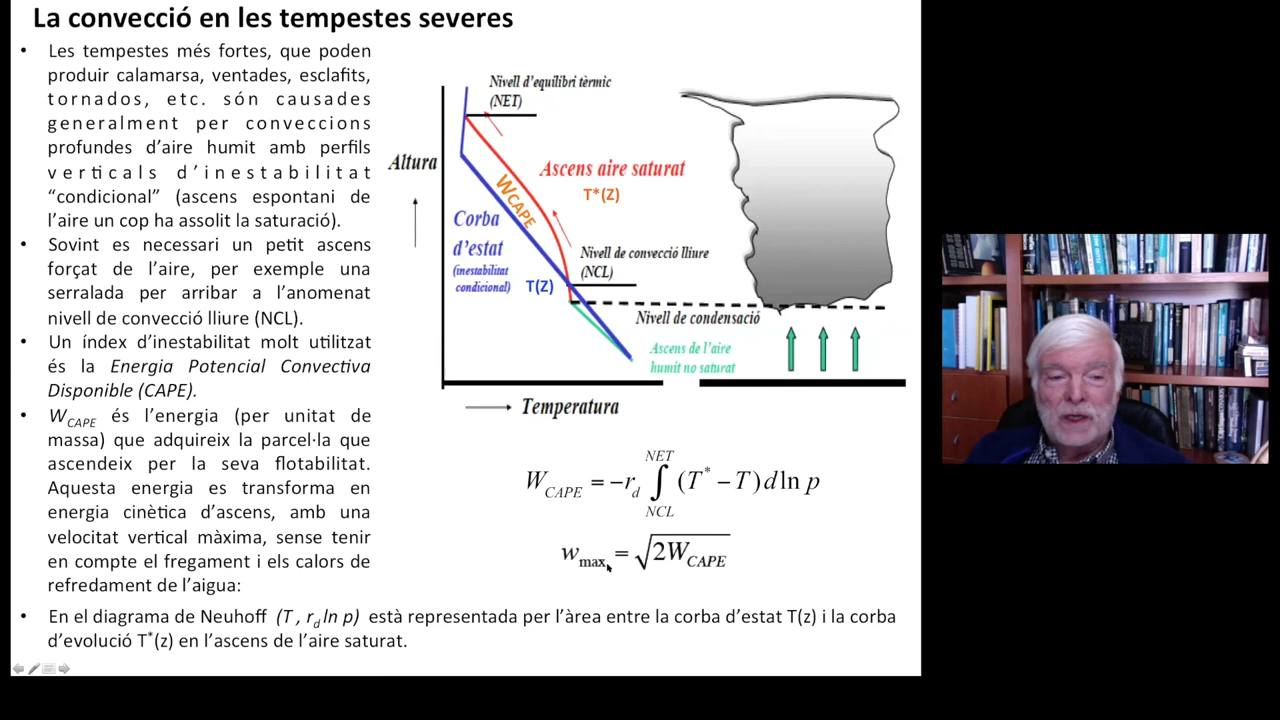 La convecció en les tempestes severes
• Les tempestes més fortes, que poden
produir calamarsa, ventades, esclafits,
tornados, etc. són causades
generalment per conveccions
profundes d'aire humit amb perfils
verticals d'inestabilitat
“condicional” (ascens espontani de
l'aire un cop ha assolit la saturació).
• Sovint es necessari un petit ascens
forçat de l'aire, per exemple una
serralada per arribar a l'anomenat
nivell de convecció lliure (NCL).
• Un índex d'inestabilitat molt utilitzat
és la Energia Potencial Convectiva
Disponible (CAPE).
• W_CAPE és l'energia (per unitat de
massa) que adquireix la parcel·la que
ascendeix per la seva flotabilitat.
Aquesta energia es transforma en
energia cinètica d'ascens, amb una
velocitat vertical màxima, sense tenir
en compte el fregament i els calors de
refredament de l'aigua:
Nivell d'equilibri tèrmic
(NET)
Altura
Ascens aire saturat
T*(Z)
W_CAPE
Corba
d'estat
(inestabilitat
condicional)
T(Z)
Nivell de convecció lliure
(NCL)
Nivell de condensació
Ascens de l'aire
humit no saturat
Temperatura
W_CAPE = −r_d ∫_NCL^NET (T* − T) d ln p
w_max = √(2W_CAPE)
• En el diagrama de Neuhoff (T, r_d ln p) està representada per l'àrea entre la corba d'estat T(z) i la corba
d'evolució T*(z) en l'ascens de l'aire saturat.